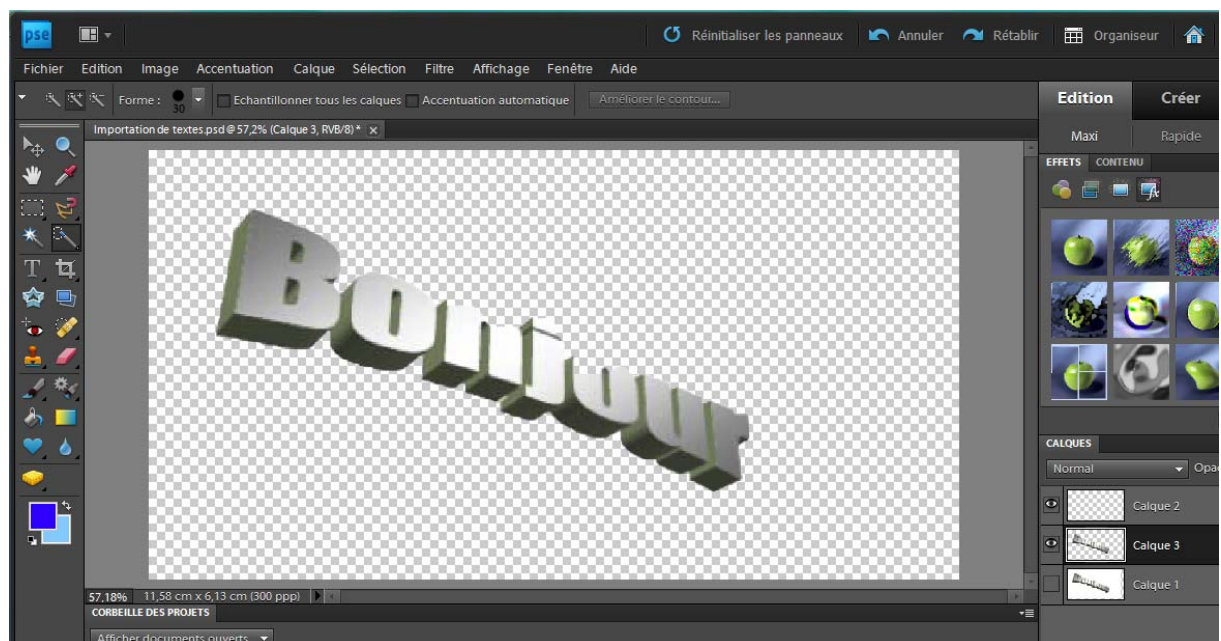 pse Réinitialiser les panneaux Annuler Rétablir Organiseur
Fichier Edition Image Accentuation Calque Sélection Filtre Affichage Fenêtre Aide
Forme : 30 Echantillonner tous les calques Accentuation automatique Améliorer le contour...
Edition Créer
Importation de textes.psd @ 57,2% (Calque 3, RVB/8) *
Maxi Rapide
EFFETS CONTENU
Bonjour
CALQUES
Normal
Calque 2
Calque 3
Calque 1
57,18% 11,58 cm x 6,13 cm (300 ppp)
CORBEILLE DES PROJETS
Afficher documents ouverts